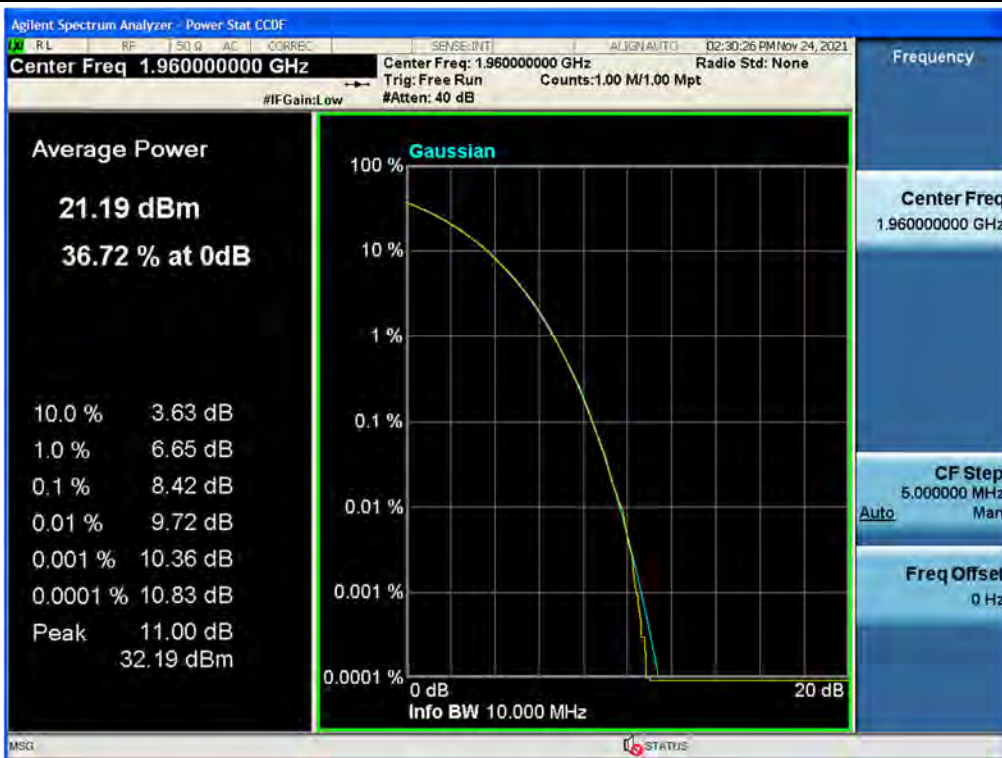 Agilent Spectrum Analyzer - Power Stat CCDF
LXI RL RF 50 Ω AC CORREC SENSE:INT ALIGN AUTO 02:30:26 PM Nov 24, 2021
Center Freq 1.960000000 GHz
Center Freq: 1.960000000 GHz Radio Std: None
Trig: Free Run Counts:1.00 M/1.00 Mpt
#IFGain:Low #Atten: 40 dB
Frequency
Average Power
21.19 dBm
36.72 % at 0dB
10.0 % 3.63 dB
1.0 % 6.65 dB
0.1 % 8.42 dB
0.01 % 9.72 dB
0.001 % 10.36 dB
0.0001 % 10.83 dB
Peak 11.00 dB
32.19 dBm
Gaussian
100 %
10 %
1 %
0.1 %
0.01 %
0.001 %
0.0001 %
0 dB 20 dB
Info BW 10.000 MHz
Center Freq
1.960000000 GHz
CF Step
5.000000 MHz
Auto Man
Freq Offset
0 Hz
MSG STATUS